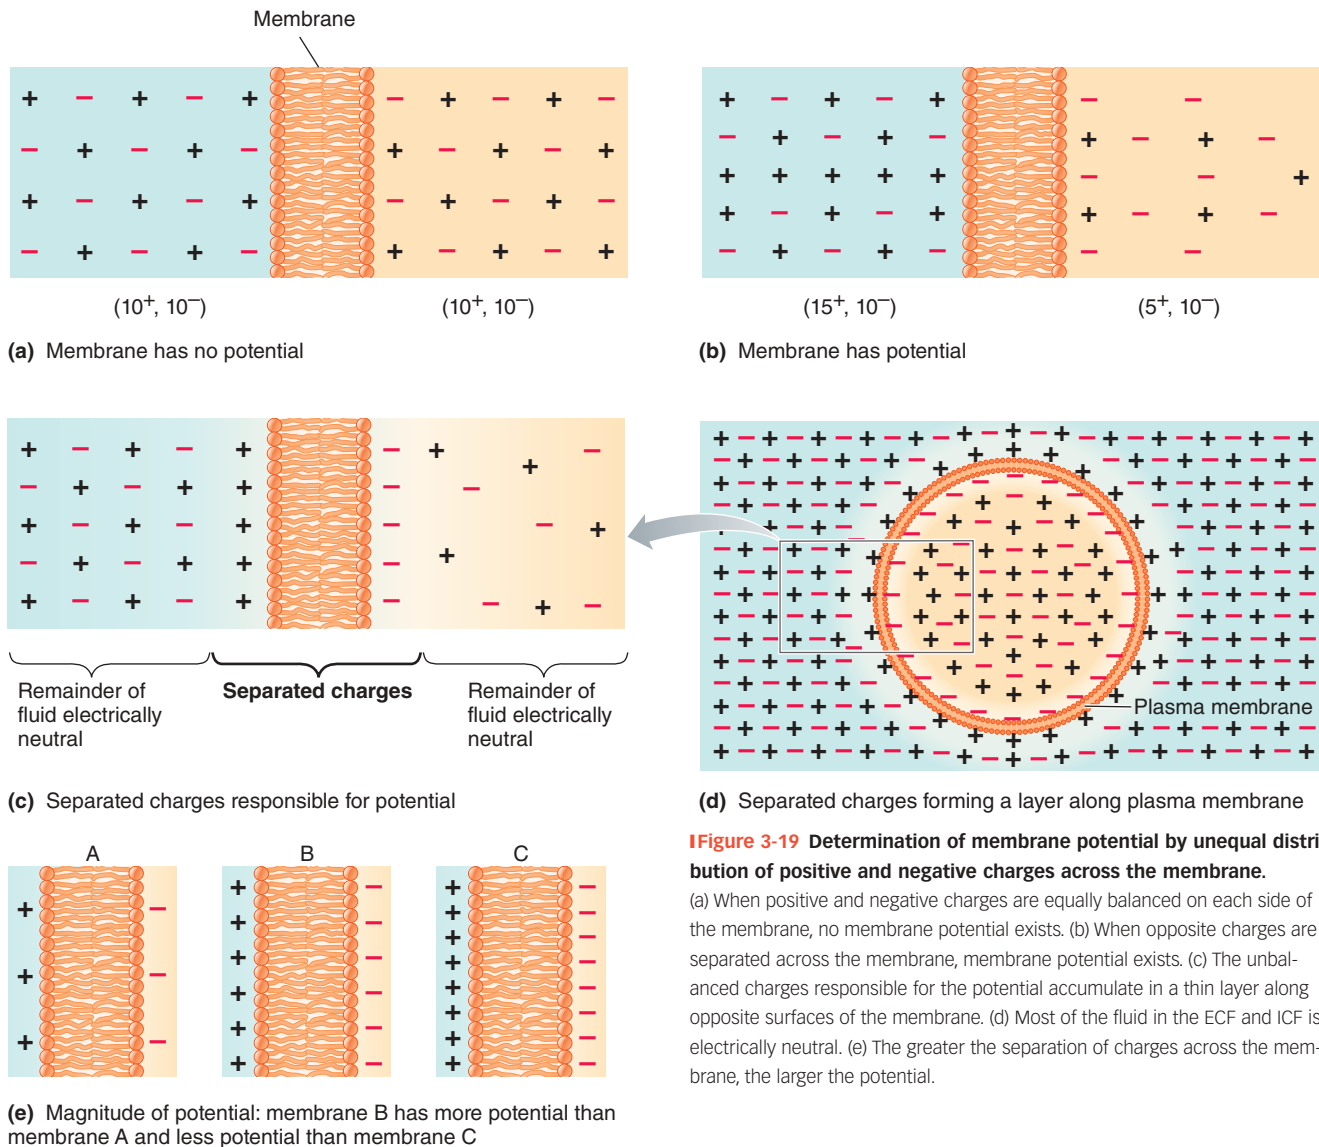 Membrane
(10+, 10–)
(10+, 10–)
(a) Membrane has no potential
(15+, 10–)
(5+, 10–)
(b) Membrane has potential
Remainder of
fluid electrically
neutral
Separated charges
Remainder of
fluid electrically
neutral
(c) Separated charges responsible for potential
Plasma membrane
(d) Separated charges forming a layer along plasma membrane
A
B
C
(e) Magnitude of potential: membrane B has more potential than
membrane A and less potential than membrane C
Figure 3-19 Determination of membrane potential by unequal distri-
bution of positive and negative charges across the membrane.
(a) When positive and negative charges are equally balanced on each side of
the membrane, no membrane potential exists. (b) When opposite charges are
separated across the membrane, membrane potential exists. (c) The unbal-
anced charges responsible for the potential accumulate in a thin layer along
opposite surfaces of the membrane. (d) Most of the fluid in the ECF and ICF is
electrically neutral. (e) The greater the separation of charges across the mem-
brane, the larger the potential.